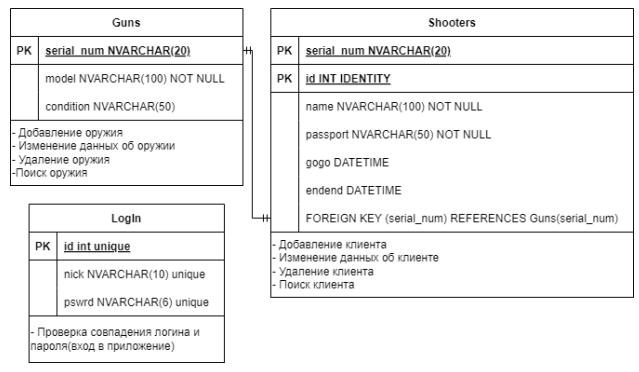 Guns
PK serial_num NVARCHAR(20)
model NVARCHAR(100) NOT NULL
condition NVARCHAR(50)
- Добавление оружия
- Изменение данных об оружии
- Удаление оружия
-Поиск оружия
Shooters
PK serial_num NVARCHAR(20)
PK id INT IDENTITY
name NVARCHAR(100) NOT NULL
passport NVARCHAR(50) NOT NULL
gogo DATETIME
endend DATETIME
FOREIGN KEY (serial_num) REFERENCES Guns(serial_num)
- Добавление клиента
- Изменение данных об клиенте
- Удаление клиента
- Поиск клиента
LogIn
PK id int unique
nick NVARCHAR(10) unique
pswrd NVARCHAR(6) unique
- Проверка совпадения логина и
пароля(вход в приложение)